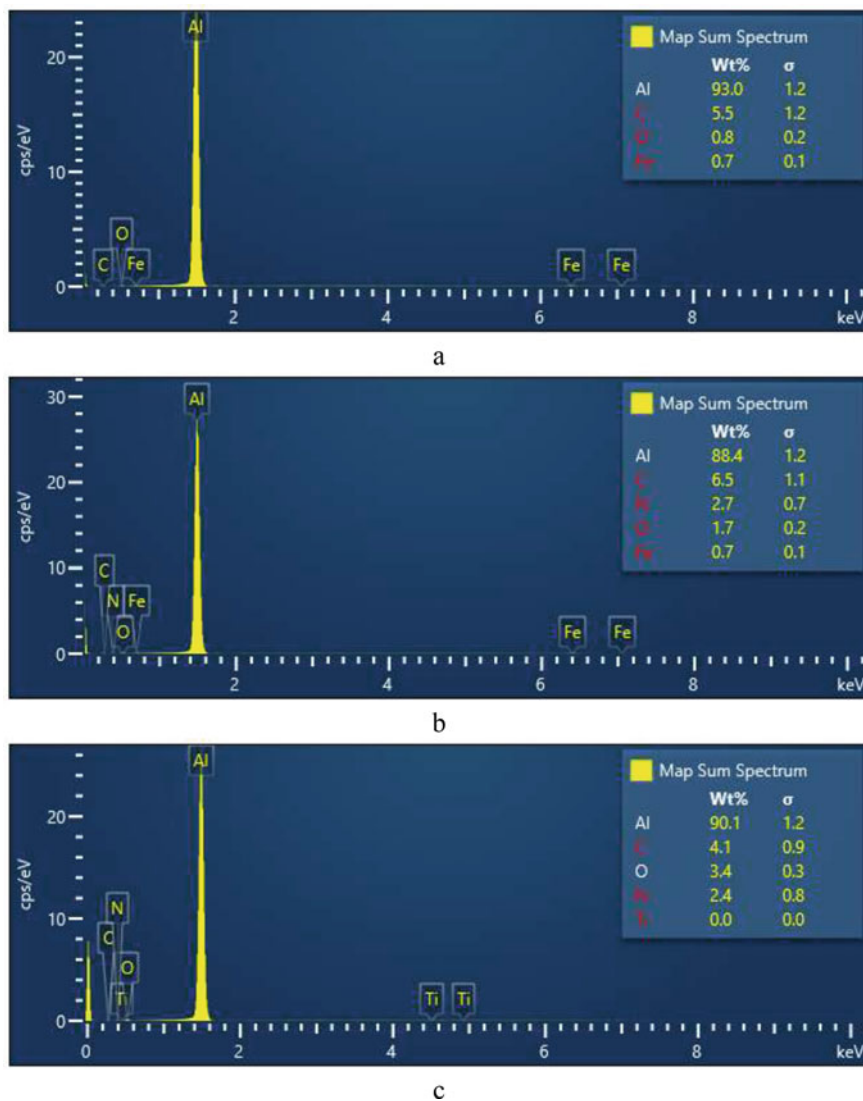 Map Sum Spectrum
Wt% σ
Al 93.0 1.2
C 5.5 1.2
O 0.8 0.2
Fe 0.7 0.1
cps/eV
20
10
0
Al
O
C Fe Fe Fe
2 4 6 8 keV
a
Map Sum Spectrum
Wt% σ
Al 88.4 1.2
C 6.5 1.1
N 2.7 0.7
O 1.7 0.2
Fe 0.7 0.1
cps/eV
30
20
10
0
Al
C
N Fe
O Fe Fe
2 4 6 8 keV
b
Map Sum Spectrum
Wt% σ
Al 90.1 1.2
C 4.1 0.9
O 3.4 0.3
N 2.4 0.8
Ti 0.0 0.0
cps/eV
20
10
0
Al
N
C
O
Ti Ti Ti
0 2 4 6 8 keV
c